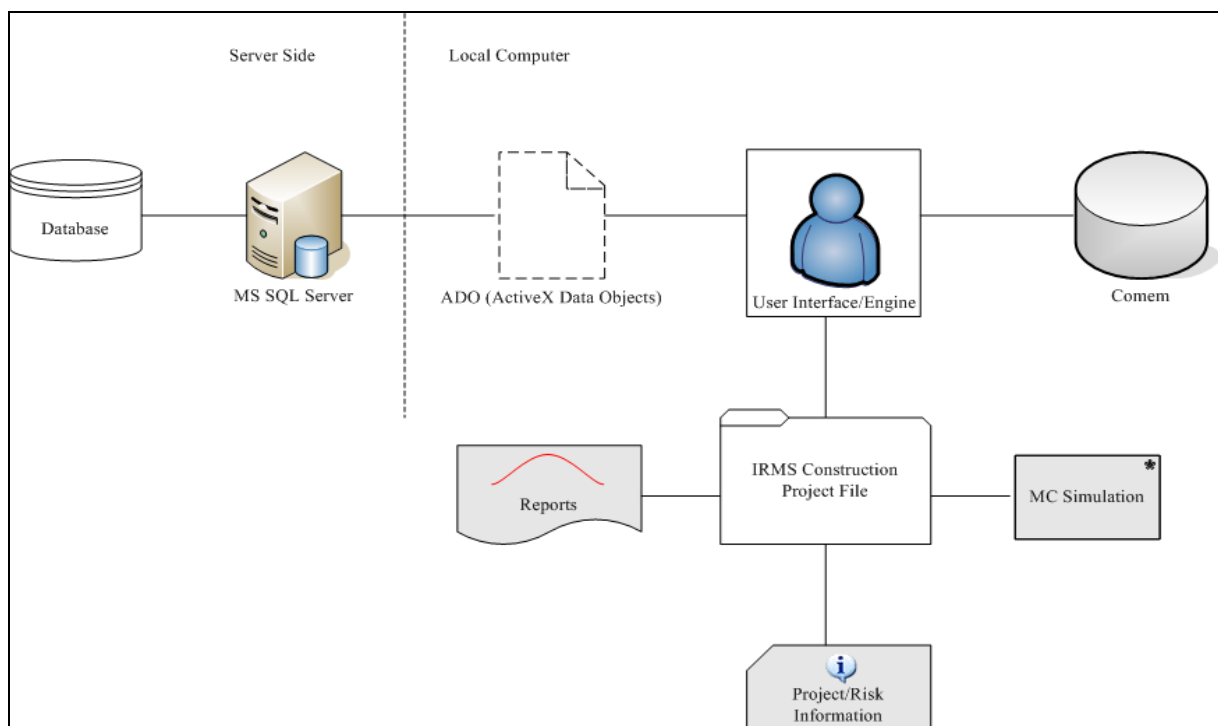 Server Side
Local Computer
Database
MS SQL Server
ADO (ActiveX Data Objects)
User Interface/Engine
Comem
Reports
IRMS Construction
Project File
*
MC Simulation
i
Project/Risk
Information